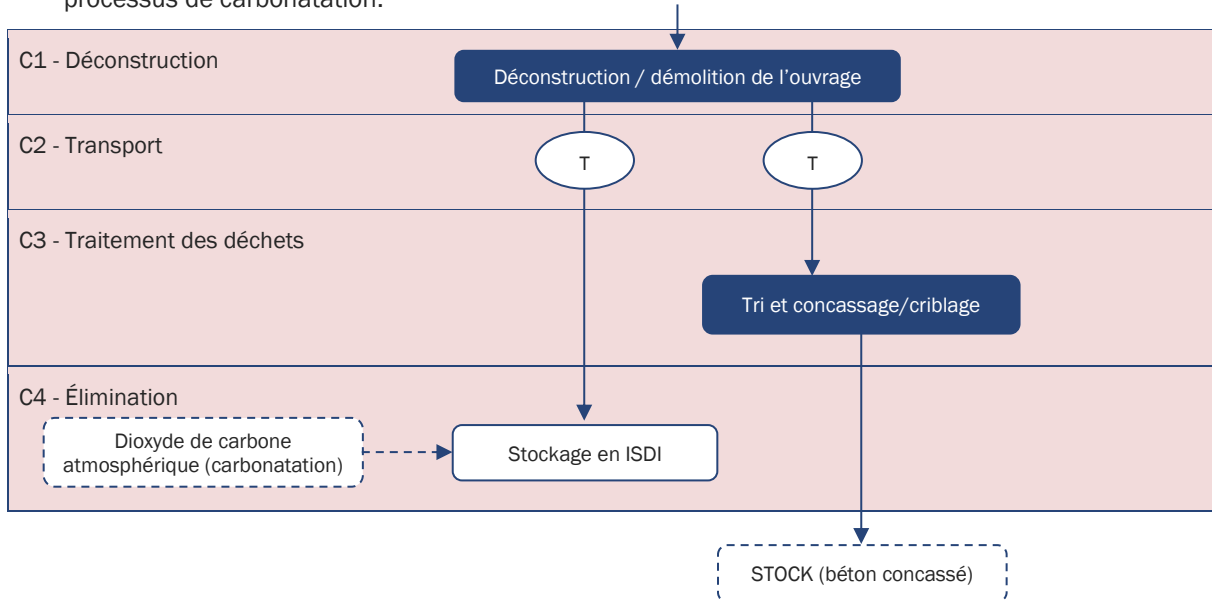 processus de carbonatation.
C1 - Déconstruction
Déconstruction / démolition de l'ouvrage
C2 - Transport
T
T
C3 - Traitement des déchets
Tri et concassage/criblage
C4 - Élimination
Dioxyde de carbone
atmosphérique (carbonatation)
Stockage en ISDI
STOCK (béton concassé)